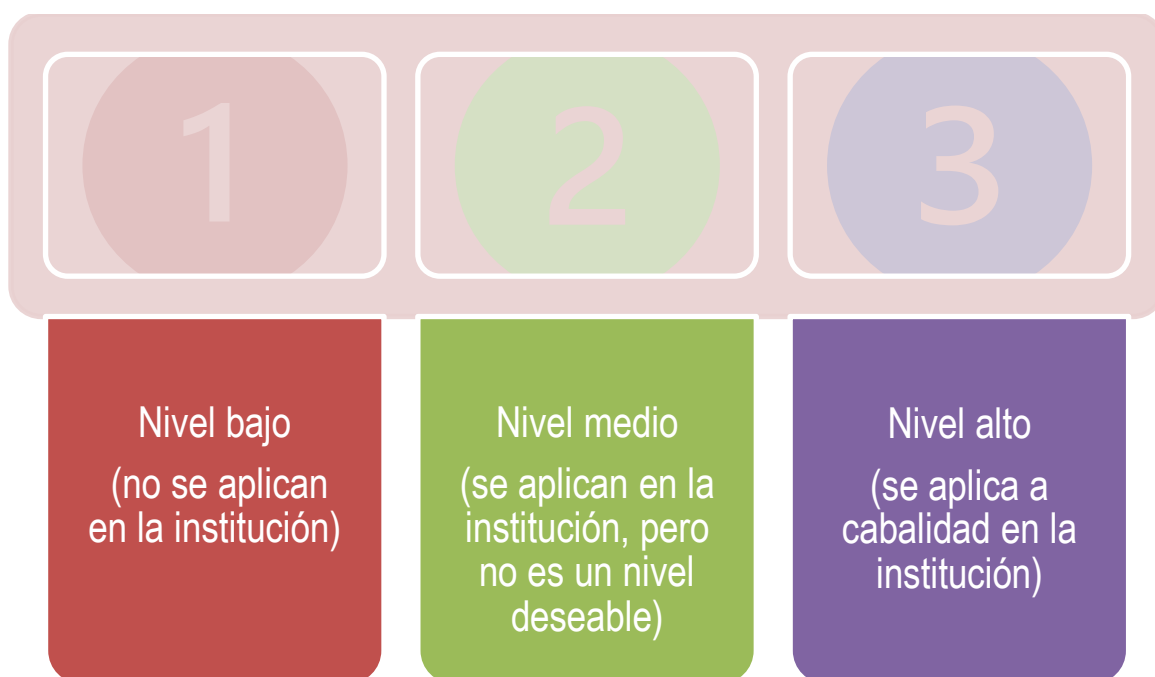 1
2
3
Nivel bajo
(no se aplican
en la institución)
Nivel medio
(se aplican en la
institución, pero
no es un nivel
deseable)
Nivel alto
(se aplica a
cabalidad en la
institución)